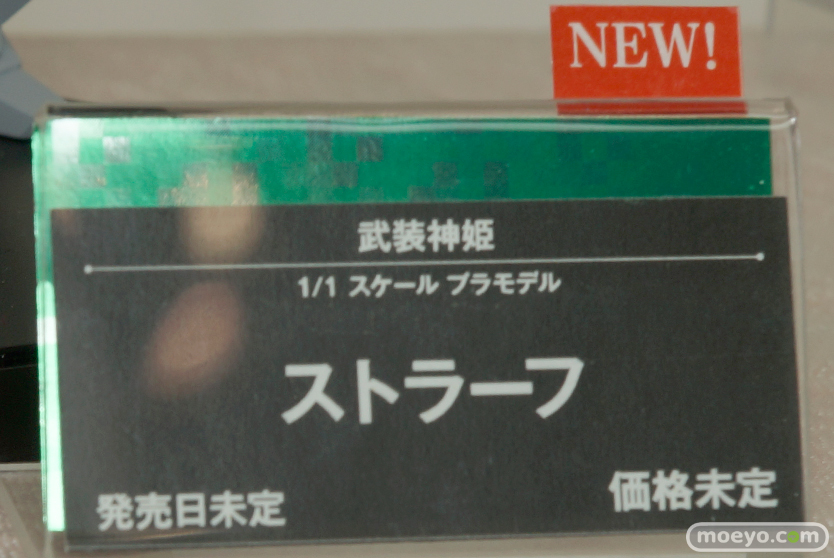 NEW!
武装神姫
1/1 スケール プラモデル
ストラーフ
発売日未定
価格未定
moeyo.com